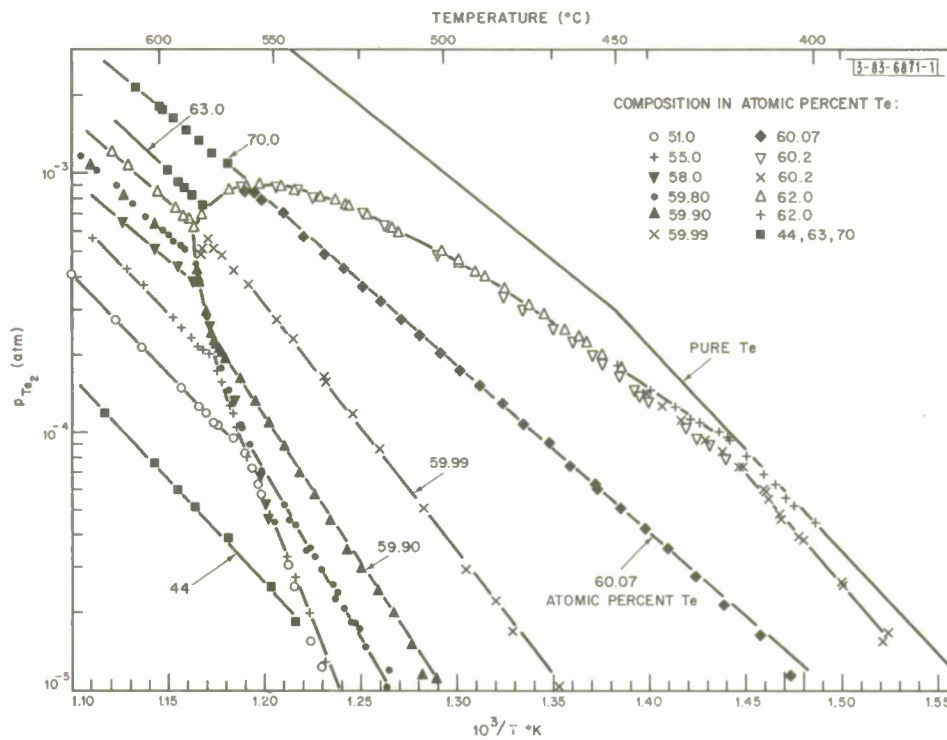 TEMPERATURE (°C)
600 550 500 450 400
3-83-6871-1
63.0
70.0
COMPOSITION IN ATOMIC PERCENT Te:
○ 51.0 ◆ 60.07
+ 55.0 ▽ 60.2
▼ 58.0 × 60.2
● 59.80 △ 62.0
▲ 59.90 + 62.0
× 59.99 ■ 44, 63, 70
10⁻³
p Te₂ (atm)
PURE Te
10⁻⁴
59.99
59.90
44
60.07
ATOMIC PERCENT Te
10⁻⁵
1.10 1.15 1.20 1.25 1.30 1.35 1.40 1.45 1.50 1.55
10³/T °K